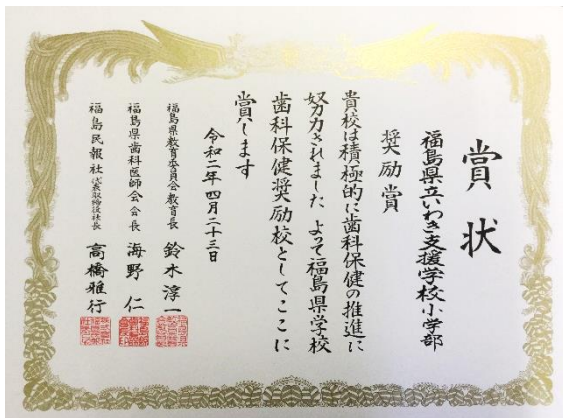 賞状
福島県立いわき支援学校小学部
奨励賞
貴校は積極的に歯科保健の推進に
努力されました よって福島県学校
歯科保健奨励校としてここに
賞します
令和二年四月二十三日
福島県教育委員会教育長 鈴木淳一
福島県歯科医師会会長 海野仁
福島民報社代表取締役社長 高橋雅行